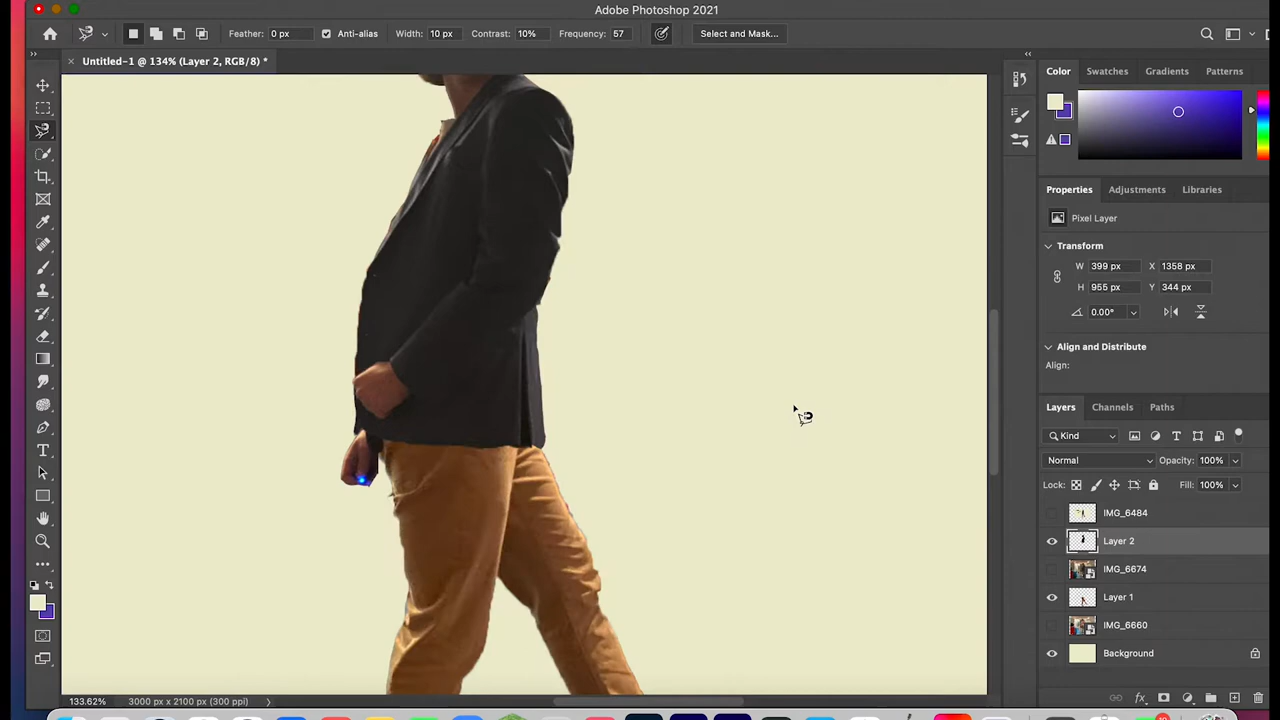 Adobe Photoshop 2021
Feather: 0 px Anti-alias Width: 10 px Contrast: 10% Frequency: 57 Select and Mask...
Untitled-1 @ 134% (Layer 2, RGB/8) *
Color Swatches Gradients Patterns
Properties Adjustments Libraries
Pixel Layer
Transform
W 399 px X 1358 px
H 955 px Y 344 px
0.00°
Align and Distribute
Align:
Layers Channels Paths
Kind
Normal Opacity: 100%
Lock: Fill: 100%
IMG_6484
Layer 2
IMG_6674
Layer 1
IMG_6660
Background
133.62% 3000 px x 2100 px (300 ppi)